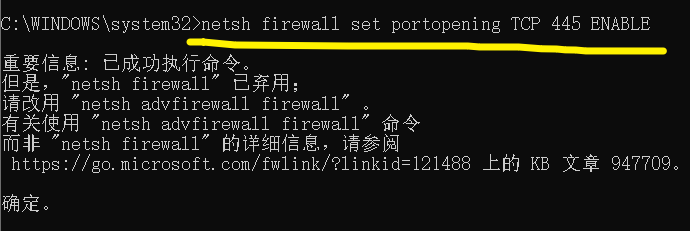 C:\WINDOWS\system32>netsh firewall set portopening TCP 445 ENABLE
重要信息: 已成功执行命令。
但是，"netsh firewall" 已弃用；
请改用 "netsh advfirewall firewall" 。
有关使用 "netsh advfirewall firewall" 命令
而非 "netsh firewall" 的详细信息，请参阅
https://go.microsoft.com/fwlink/?linkid=121488 上的 KB 文章 947709。
确定。